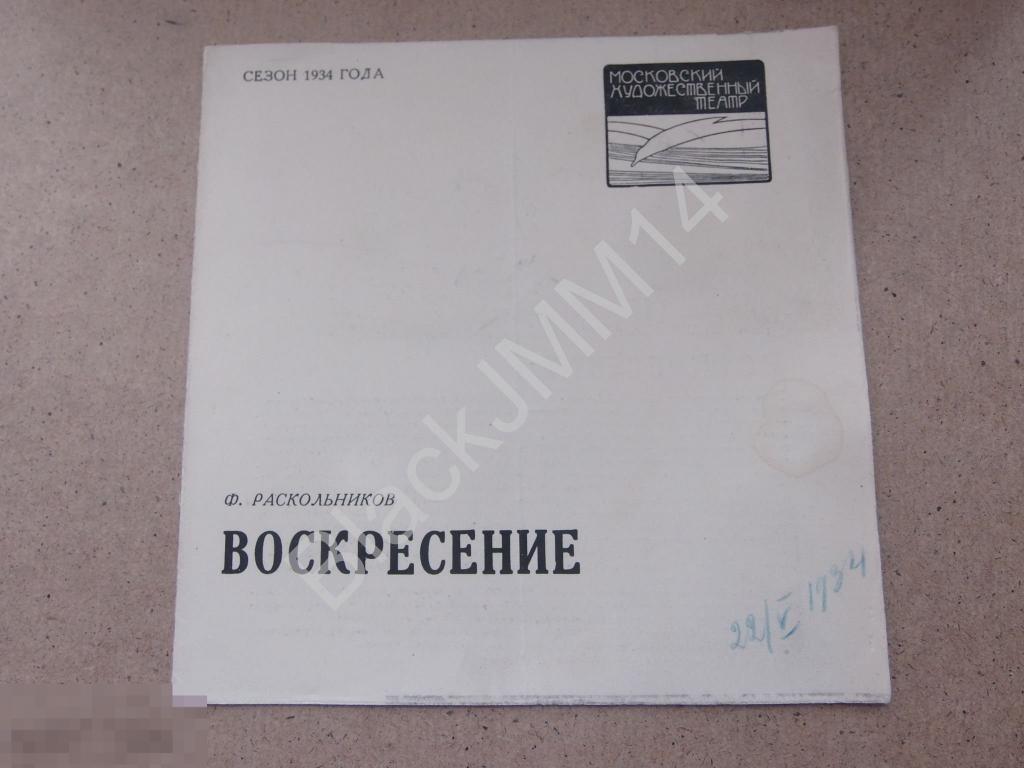 СЕЗОН 1934 ГОДА
МОСКОВСКИЙ
ХУДОЖЕСТВЕННЫЙ
ТЕАТР
Ф. РАСКОЛЬНИКОВ
ВОСКРЕСЕНИЕ
22/V 1934
BlackJMM14